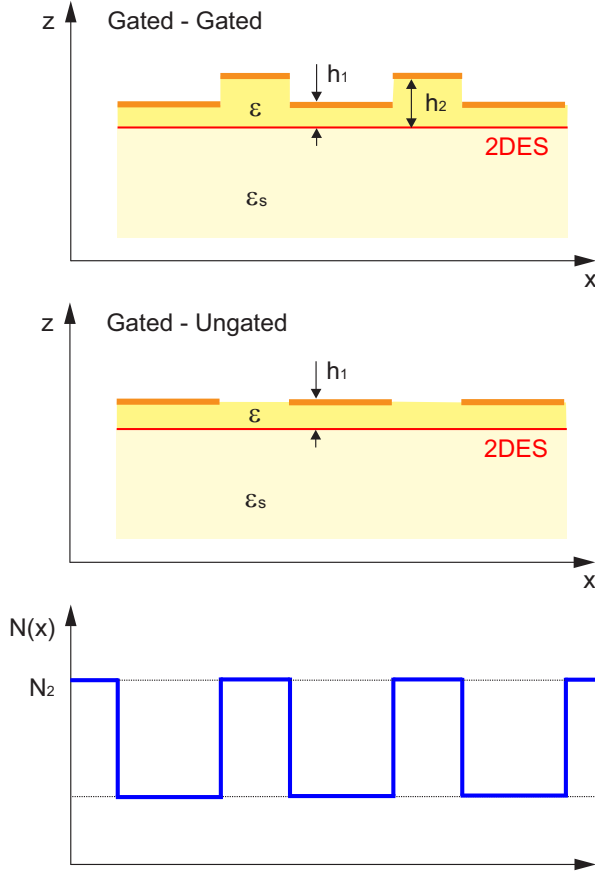 z
Gated - Gated
h₁
ε
h₂
2DES
εs
x
z
Gated - Ungated
h₁
ε
2DES
εs
x
N(x)
N₂